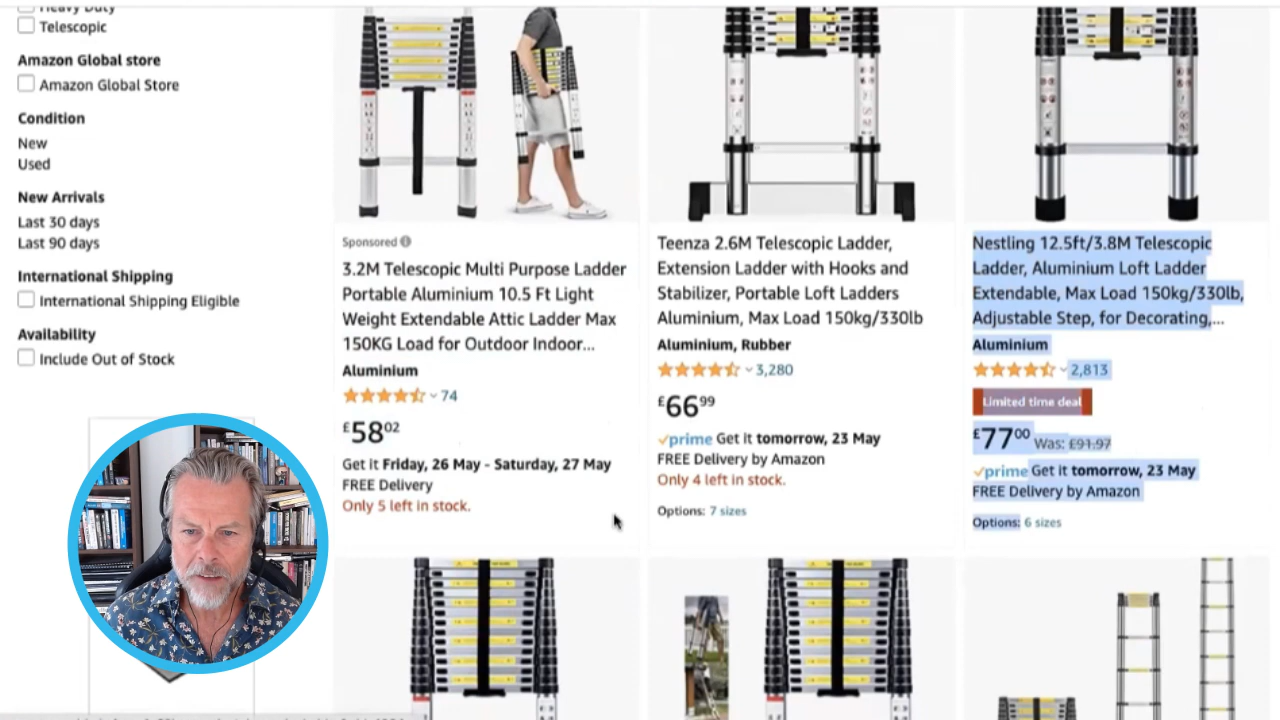 Heavy Duty
Telescopic
Amazon Global store
Amazon Global Store
Condition
New
Used
New Arrivals
Last 30 days
Last 90 days
International Shipping
International Shipping Eligible
Availability
Include Out of Stock
Sponsored
3.2M Telescopic Multi Purpose Ladder
Portable Aluminium 10.5 Ft Light
Weight Extendable Attic Ladder Max
150KG Load for Outdoor Indoor...
Aluminium
74
£5802
Get it Friday, 26 May - Saturday, 27 May
FREE Delivery
Only 5 left in stock.
Teenza 2.6M Telescopic Ladder,
Extension Ladder with Hooks and
Stabilizer, Portable Loft Ladders
Aluminium, Max Load 150kg/330lb
Aluminium, Rubber
3,280
£6699
prime Get it tomorrow, 23 May
FREE Delivery by Amazon
Only 4 left in stock.
Options: 7 sizes
Nestling 12.5ft/3.8M Telescopic
Ladder, Aluminium Loft Ladder
Extendable, Max Load 150kg/330lb,
Adjustable Step, for Decorating,...
Aluminium
2,813
Limited time deal
£7700 Was: £91.97
prime Get it tomorrow, 23 May
FREE Delivery by Amazon
Options: 6 sizes